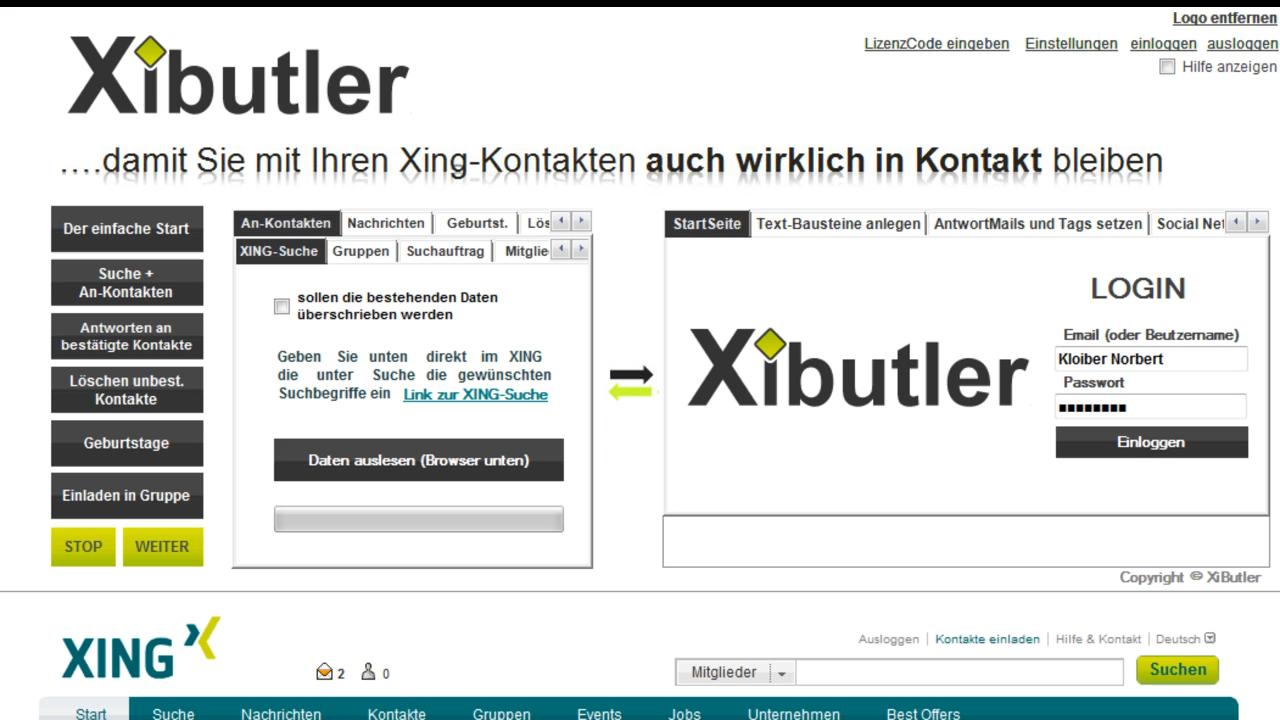 Logo entfernen
LizenzCode eingeben Einstellungen einloggen ausloggen
Hilfe anzeigen
Xibutler
....damit Sie mit Ihren Xing-Kontakten auch wirklich in Kontakt bleiben
Der einfache Start
Suche +
An-Kontakten
Antworten an
bestätigte Kontakte
Löschen unbest.
Kontakte
Geburtstage
Einladen in Gruppe
STOP WEITER
An-Kontakten Nachrichten Geburtst. Lös
XING-Suche Gruppen Suchauftrag Mitglie
sollen die bestehenden Daten
überschrieben werden
Geben Sie unten direkt im XING
die unter Suche die gewünschten
Suchbegriffe ein Link zur XING-Suche
Daten auslesen (Browser unten)
StartSeite Text-Bausteine anlegen AntwortMails und Tags setzen Social Net
Xibutler
LOGIN
Email (oder Beutzername)
Kloiber Norbert
Passwort
Einloggen
Copyright © XiButler
XING
2 0
Ausloggen | Kontakte einladen | Hilfe & Kontakt | Deutsch
Mitglieder Suchen
Start Suche Nachrichten Kontakte Gruppen Events Jobs Unternehmen Best Offers